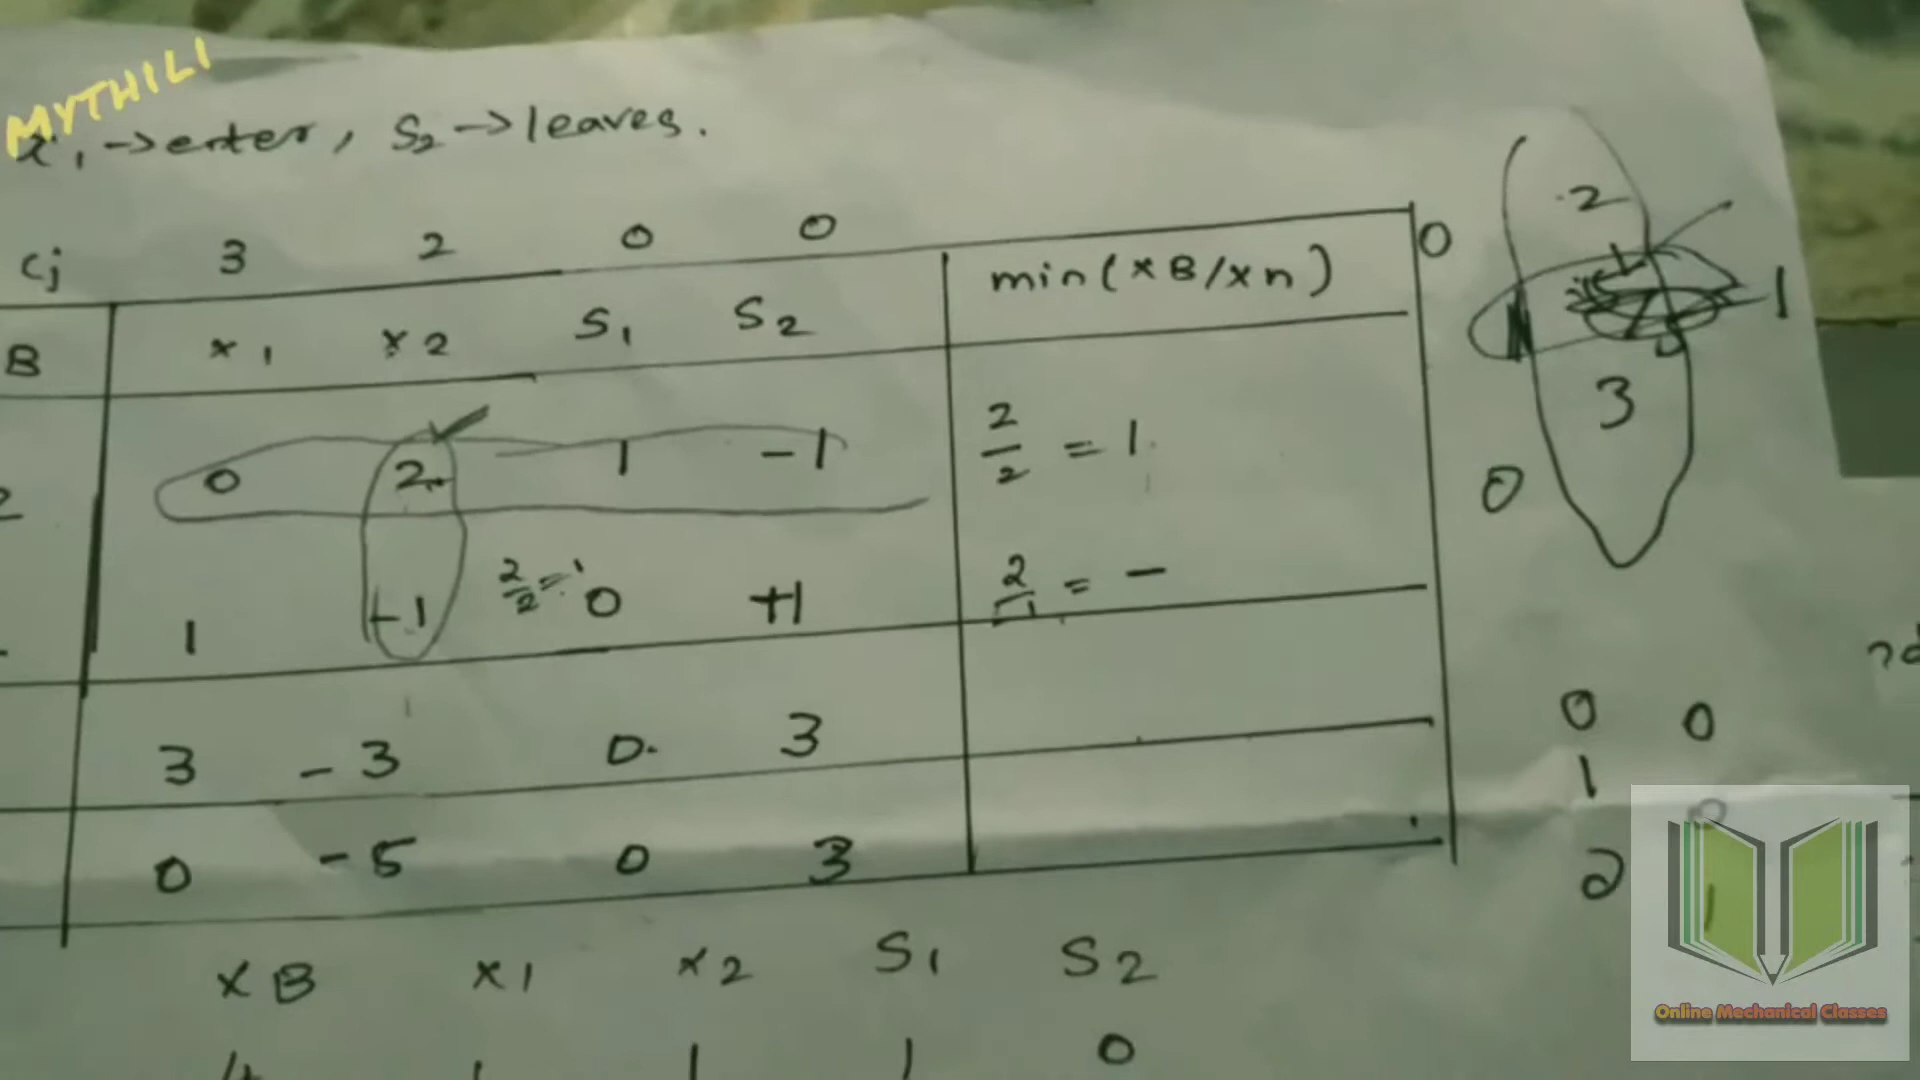 MYTHILI
x1 → enter, S2 → leaves.
Cj 3 2 0 0
B x1 x2 S1 S2 min(XB/xn)
0 2 1 -1 2/2 = 1
1 -1 2/2 = 1 0 +1 2/-1 = -
3 -3 0 3
0 -5 0 3
XB x1 x2 S1 S2
1 1 0
0 2
1
3
0
0 0
1
2
Online Mechanical Classes